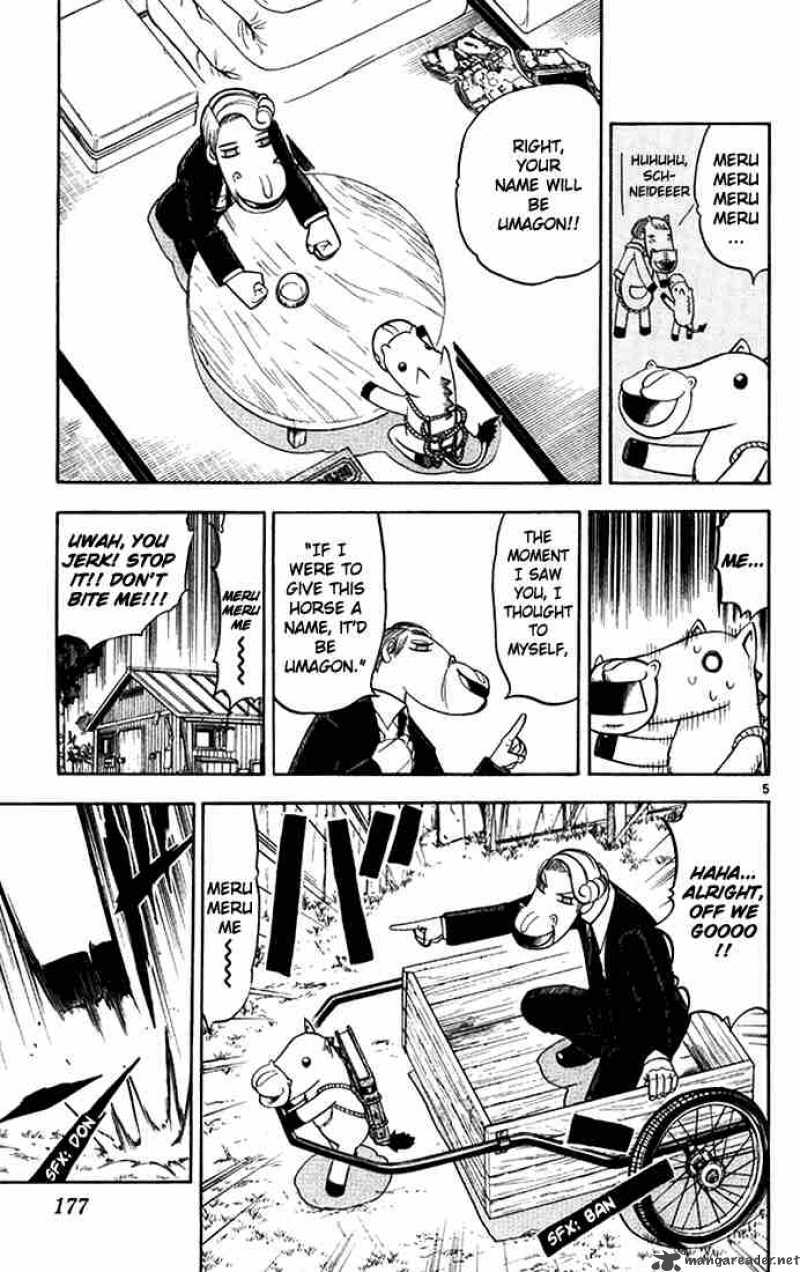 MERU
MERU
MERU
MERU
...
HUHUHU,
SCH-
NEIDEEER
RIGHT,
YOUR
NAME WILL
BE
UMAGON!!
ME...
THE
MOMENT
I SAW
YOU, I
THOUGHT
TO
MYSELF,
"IF I
WERE TO
GIVE THIS
HORSE A
NAME, IT'D
BE
UMAGON."
UWAH, YOU
JERK! STOP
IT!! DON'T
BITE ME!!!
MERU
MERU
ME
5
HAHA...
ALRIGHT,
OFF WE
GOOOO
!!
バン
MERU
MERU
ME
SFX: BAN
SFX: DON
177
mangareader.net